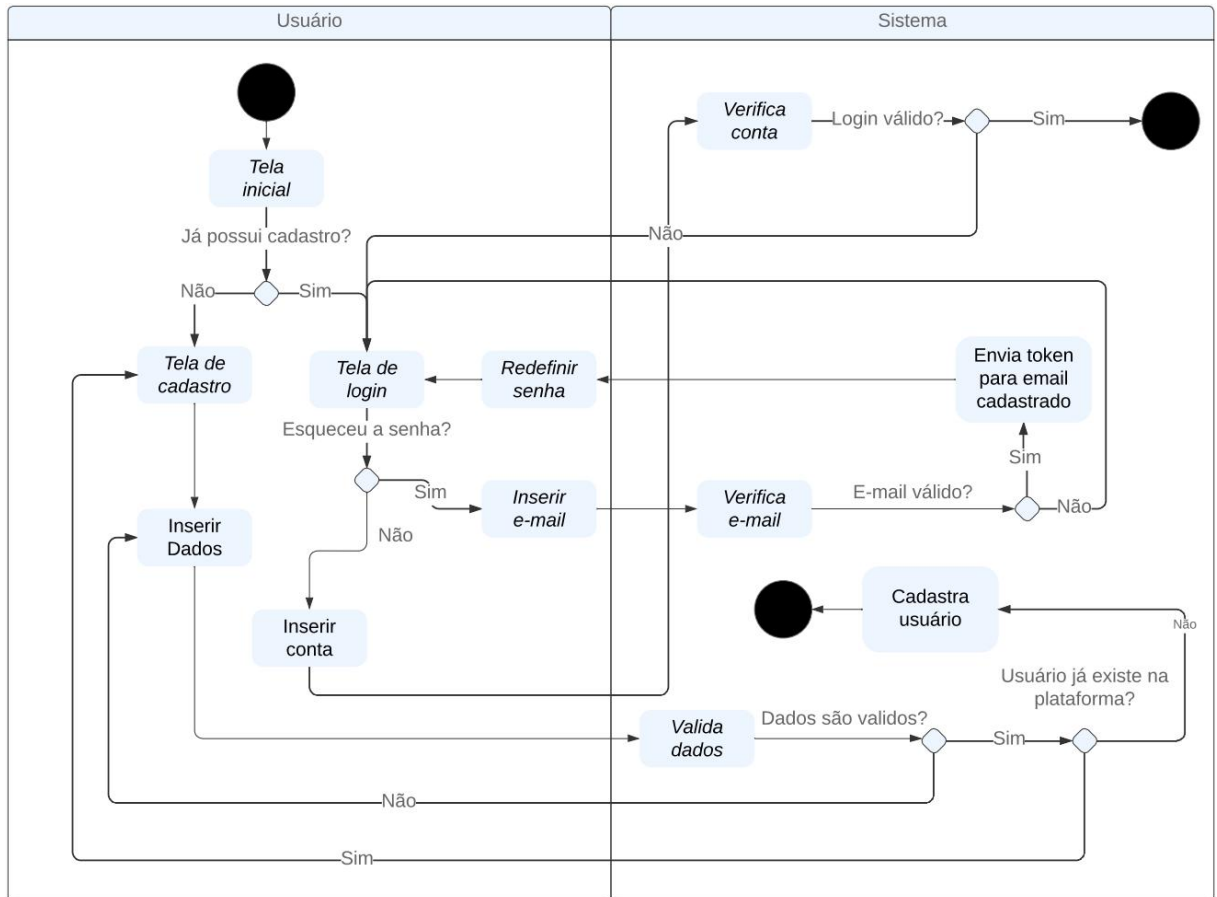 Usuário
Sistema
Verifica
conta
Login válido?
Sim
Tela
inicial
Já possui cadastro?
Não
Não
Sim
Tela de
cadastro
Tela de
login
Redefinir
senha
Envia token
para email
cadastrado
Esqueceu a senha?
Sim
Sim
Inserir
e-mail
Verifica
e-mail
E-mail válido?
Não
Inserir
Dados
Não
Inserir
conta
Cadastra
usuário
Não
Usuário já existe na
plataforma?
Valida
dados
Dados são validos?
Sim
Não
Sim